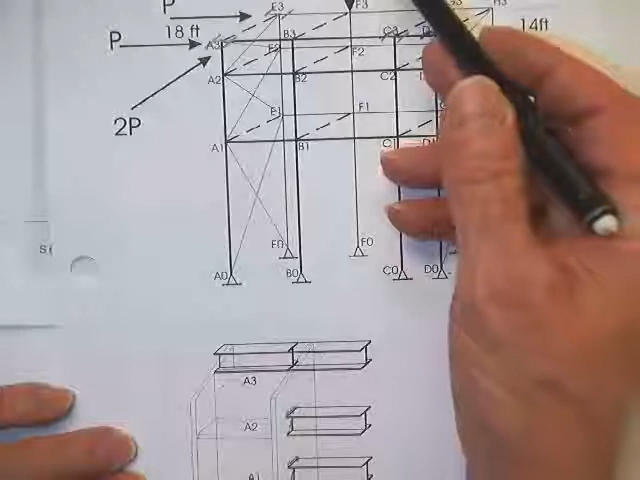 P
E3
F3
H3
18 ft
P
14ft
A3
B3
C3
E2
F2
A2
B2
C2
2P
E1
F1
A1
B1
C1
D1
E0
F0
A0
B0
C0
D0
S1
A3
A2
A1